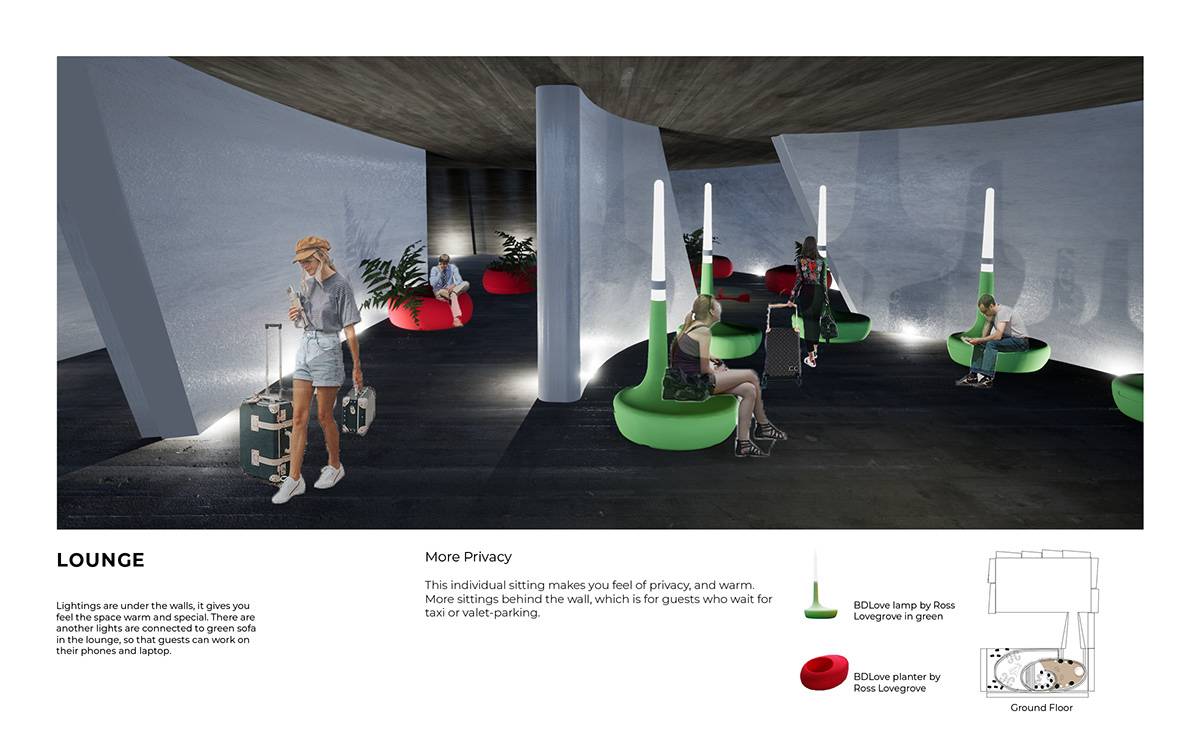 LOUNGE
Lightings are under the walls, it gives you
feel the space warm and special. There are
another lights are connected to green sofa
in the lounge, so that guests can work on
their phones and laptop.
More Privacy
This individual sitting makes you feel of privacy, and warm.
More sittings behind the wall, which is for guests who wait for
taxi or valet-parking.
BDLove lamp by Ross
Lovegrove in green
BDLove planter by
Ross Lovegrove
Ground Floor